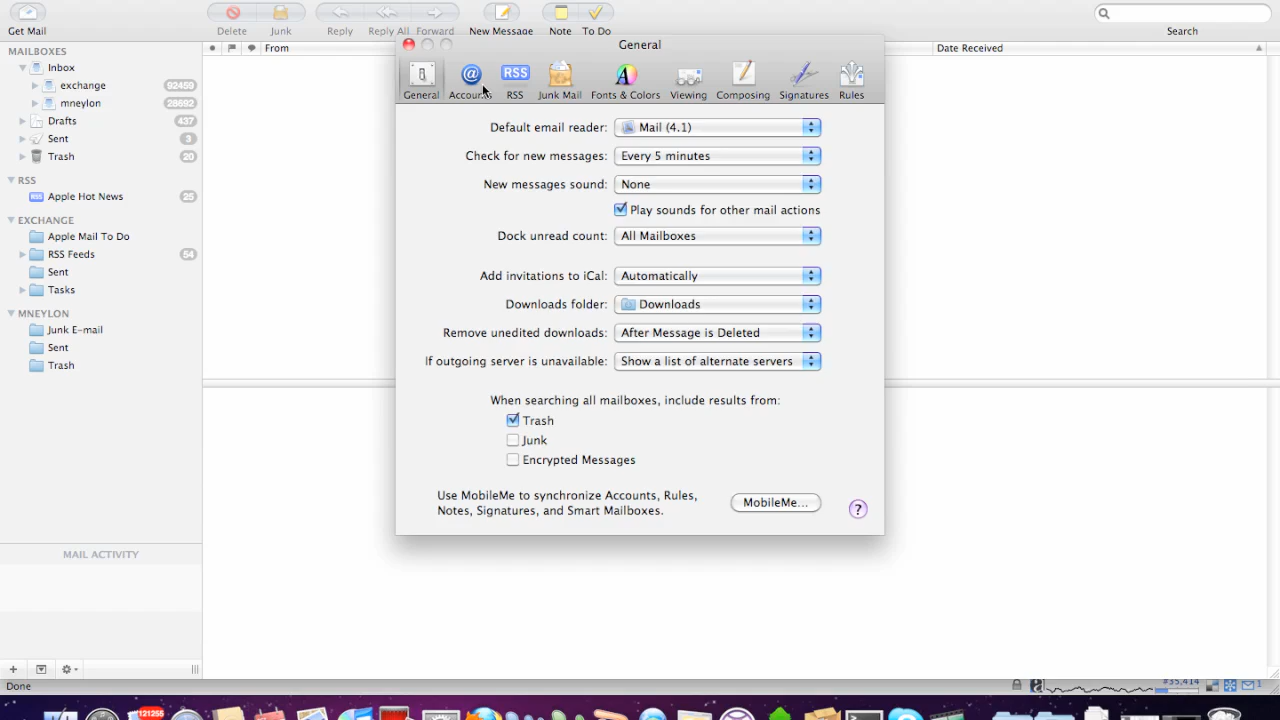 Get Mail
Delete
Junk
Reply
Reply All
Forward
New Message
Note
To Do
Search
MAILBOXES
Inbox
exchange 92459
mneylon 28692
Drafts 437
Sent 3
Trash 20
RSS
RSS Apple Hot News 25
EXCHANGE
Apple Mail To Do
RSS Feeds 54
Sent
Tasks
MNEYLON
Junk E-mail
Sent
Trash
MAIL ACTIVITY
Done
From
Date Received
General
General
Accounts
RSS
RSS
Junk Mail
Fonts & Colors
Viewing
Composing
Signatures
Rules
Default email reader: Mail (4.1)
Check for new messages: Every 5 minutes
New messages sound: None
Play sounds for other mail actions
Dock unread count: All Mailboxes
Add invitations to iCal: Automatically
Downloads folder: Downloads
Remove unedited downloads: After Message is Deleted
If outgoing server is unavailable: Show a list of alternate servers
When searching all mailboxes, include results from:
Trash
Junk
Encrypted Messages
Use MobileMe to synchronize Accounts, Rules,
Notes, Signatures, and Smart Mailboxes.
MobileMe...
?
#35,414
1
121255